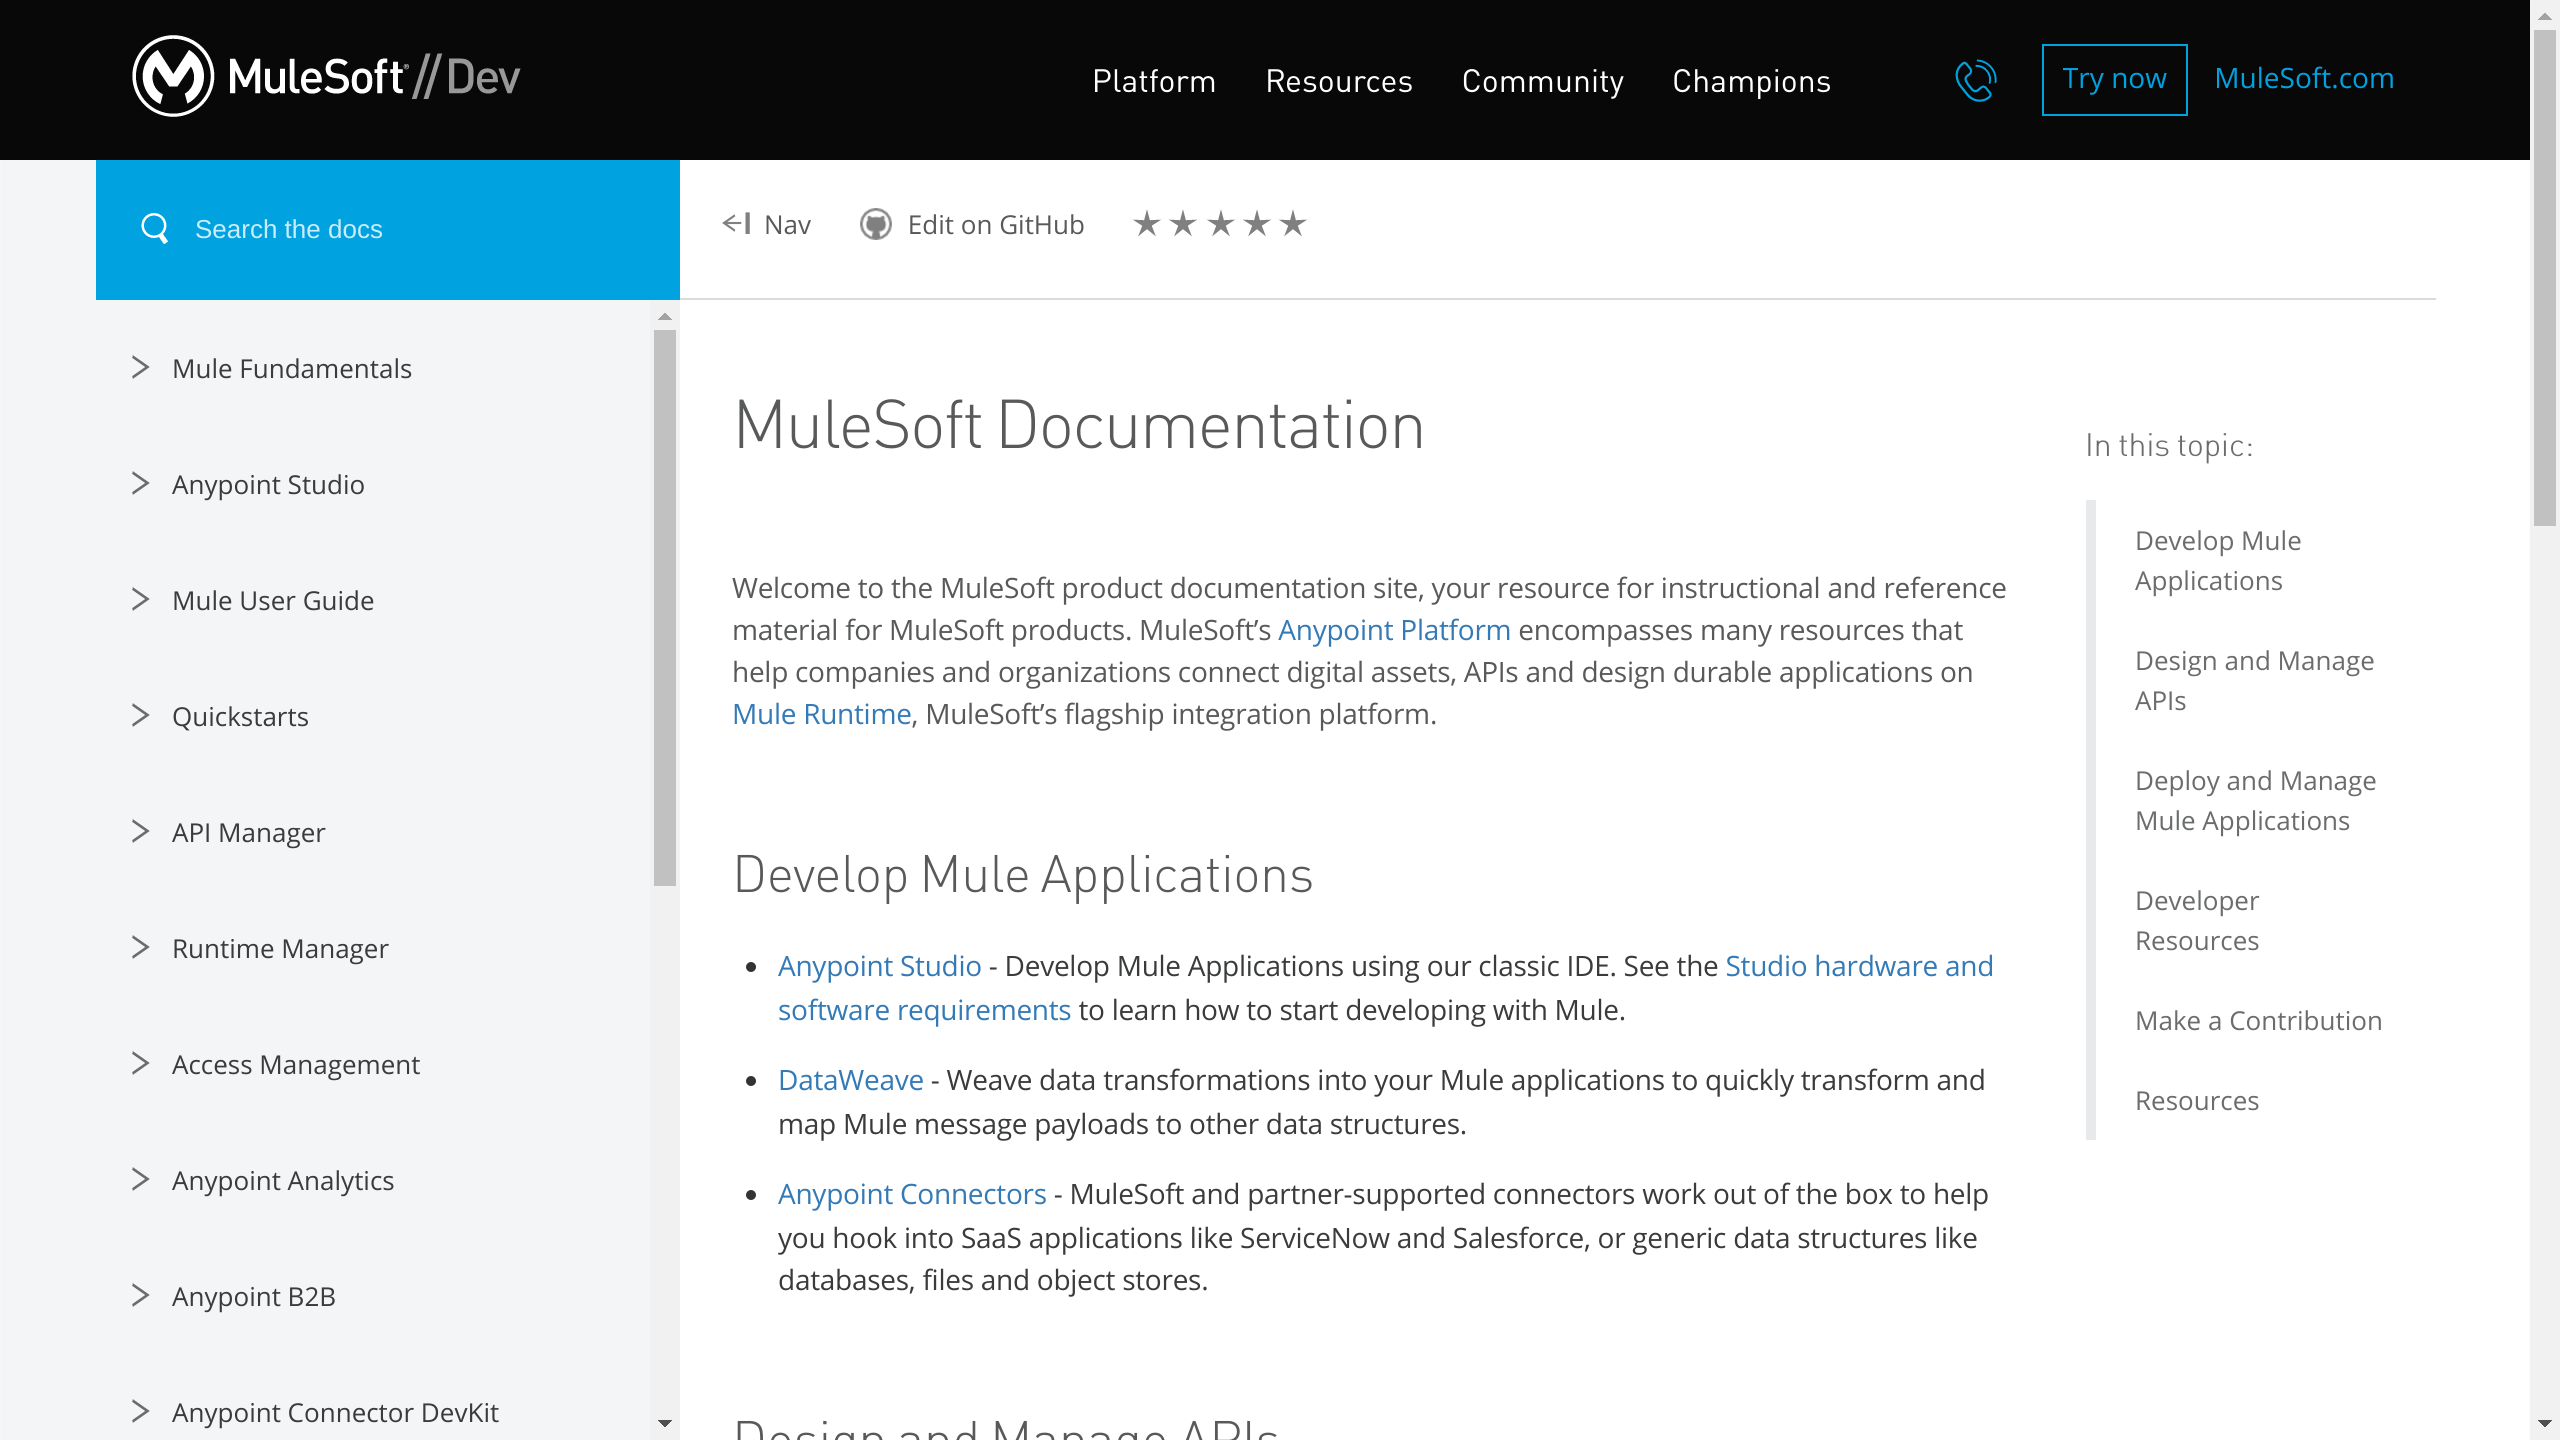 MuleSoft // Dev
Platform
Resources
Community
Champions
Try now
MuleSoft.com
Search the docs
Nav
Edit on GitHub
Mule Fundamentals
Anypoint Studio
Mule User Guide
Quickstarts
API Manager
Runtime Manager
Access Management
Anypoint Analytics
Anypoint B2B
Anypoint Connector DevKit
MuleSoft Documentation
Welcome to the MuleSoft product documentation site, your resource for instructional and reference
material for MuleSoft products. MuleSoft’s Anypoint Platform encompasses many resources that
help companies and organizations connect digital assets, APIs and design durable applications on
Mule Runtime, MuleSoft’s flagship integration platform.
Develop Mule Applications
Anypoint Studio - Develop Mule Applications using our classic IDE. See the Studio hardware and
software requirements to learn how to start developing with Mule.
DataWeave - Weave data transformations into your Mule applications to quickly transform and
map Mule message payloads to other data structures.
Anypoint Connectors - MuleSoft and partner-supported connectors work out of the box to help
you hook into SaaS applications like ServiceNow and Salesforce, or generic data structures like
databases, files and object stores.
Design and Manage APIs
In this topic:
Develop Mule
Applications
Design and Manage
APIs
Deploy and Manage
Mule Applications
Developer
Resources
Make a Contribution
Resources